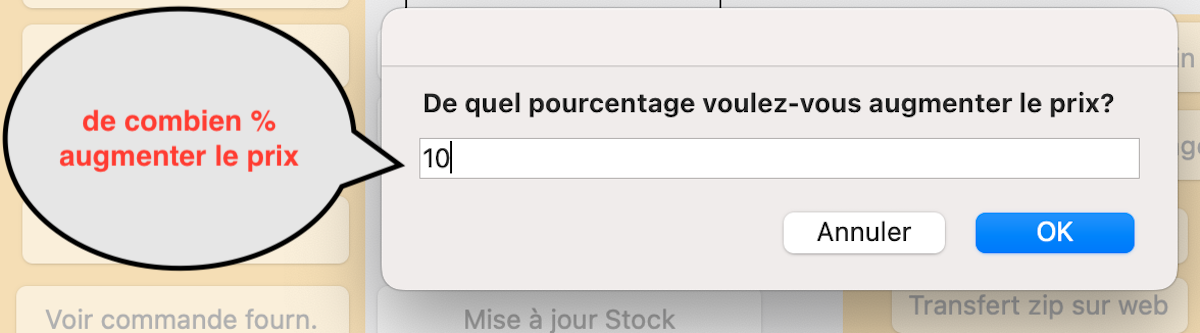 de combien %
augmenter le prix
De quel pourcentage voulez-vous augmenter le prix?
10
Annuler
OK
Voir commande fourn.
Mise à jour Stock
Transfert zip sur web